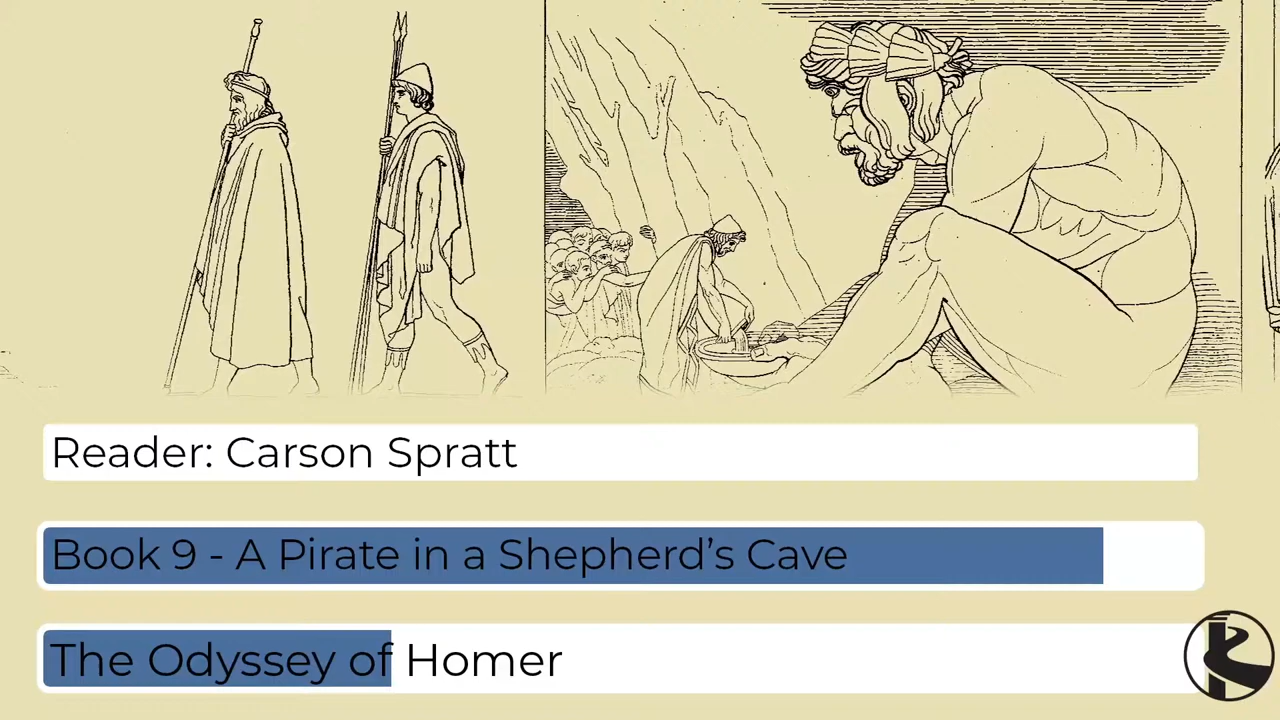 Reader: Carson Spratt
Book 9 - A Pirate in a Shepherd’s Cave
The Odyssey of Homer